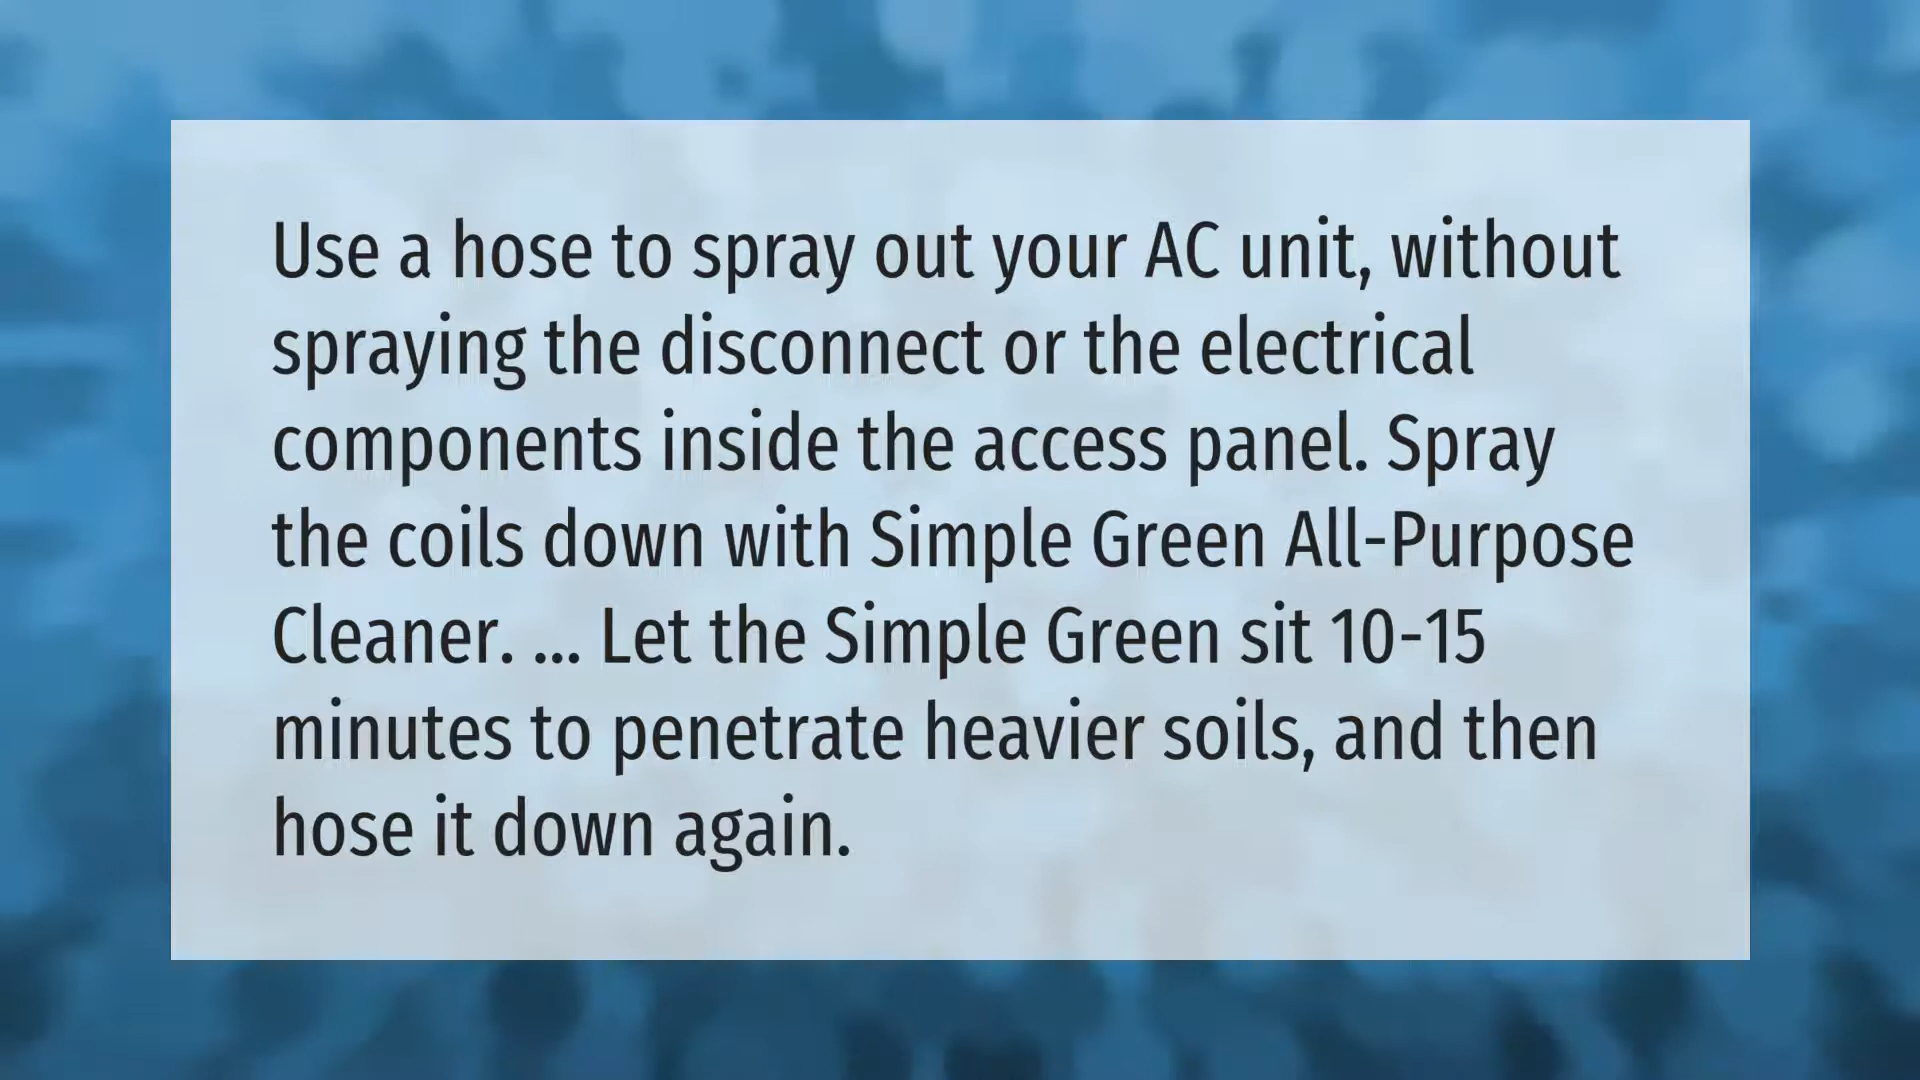 Use a hose to spray out your AC unit, without
spraying the disconnect or the electrical
components inside the access panel. Spray
the coils down with Simple Green All-Purpose
Cleaner. ... Let the Simple Green sit 10-15
minutes to penetrate heavier soils, and then
hose it down again.